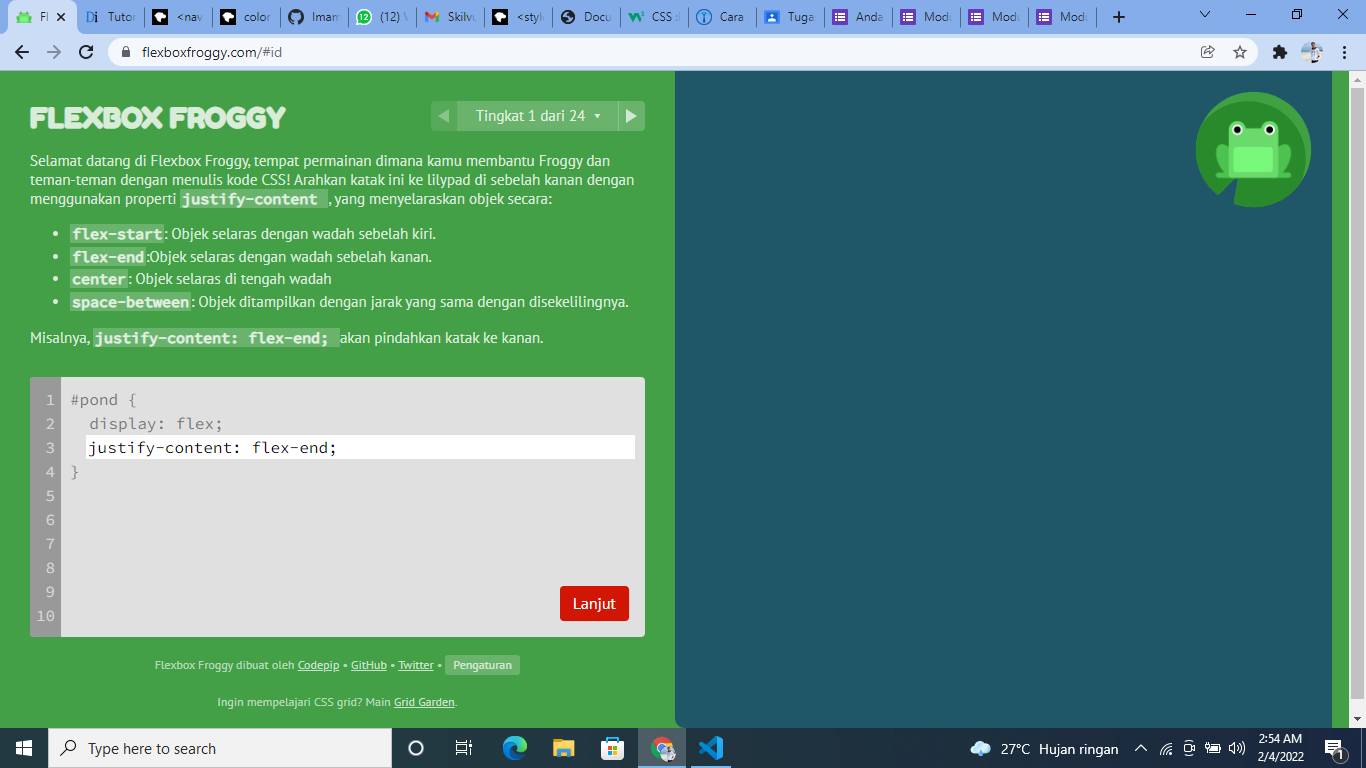 Fl
Tutor
<nav
color
Imam
(12) \
Skilvu
<style
Docu
CSS :
Cara
Tuga
Anda
Modu
Modu
Modu
flexboxfroggy.com/#id
FLEXBOX FROGGY
Tingkat 1 dari 24
Selamat datang di Flexbox Froggy, tempat permainan dimana kamu membantu Froggy dan
teman-teman dengan menulis kode CSS! Arahkan katak ini ke lilypad di sebelah kanan dengan
menggunakan properti justify-content , yang menyelaraskan objek secara:
• flex-start: Objek selaras dengan wadah sebelah kiri.
• flex-end:Objek selaras dengan wadah sebelah kanan.
• center: Objek selaras di tengah wadah
• space-between: Objek ditampilkan dengan jarak yang sama dengan disekelilingnya.
Misalnya, justify-content: flex-end; akan pindahkan katak ke kanan.
1 #pond {
2 display: flex;
3 justify-content: flex-end;
4 }
5
6
7
8
9
10
Lanjut
Flexbox Froggy dibuat oleh Codepip • GitHub • Twitter • Pengaturan
Ingin mempelajari CSS grid? Main Grid Garden.
Type here to search
27°C Hujan ringan
2:54 AM
2/4/2022
1